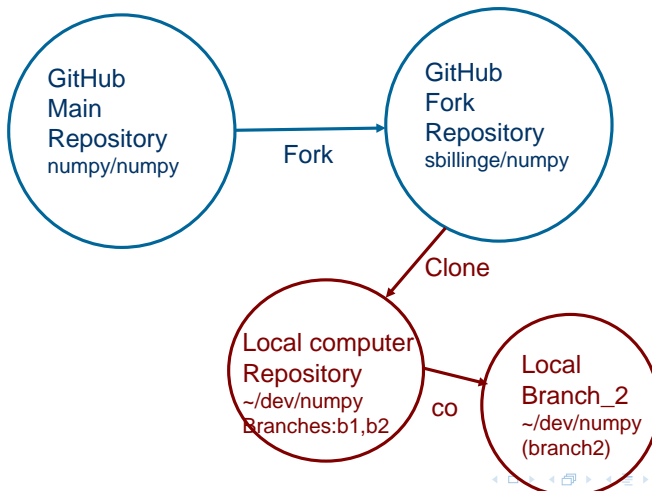 GitHub
Main
Repository
numpy/numpy
Fork
GitHub
Fork
Repository
sbillinge/numpy
Clone
Local computer
Repository
~/dev/numpy
Branches:b1,b2
co
Local
Branch_2
~/dev/numpy
(branch2)